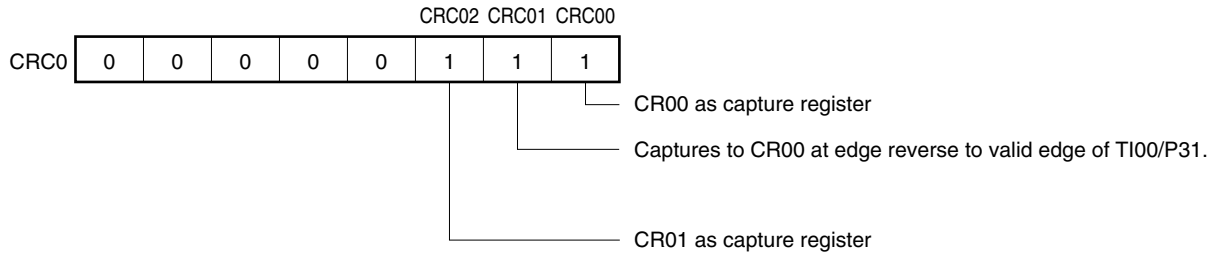 CRC02 CRC01 CRC00
CRC0 0 0 0 0 0 1 1 1
CR00 as capture register
Captures to CR00 at edge reverse to valid edge of TI00/P31.
CR01 as capture register